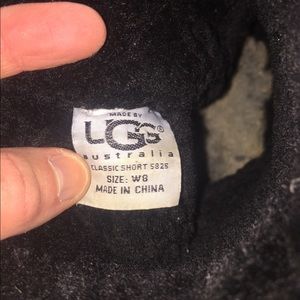 MADE BY
UGG®
australia
CLASSIC SHORT 5825
SIZE: W8
MADE IN CHINA